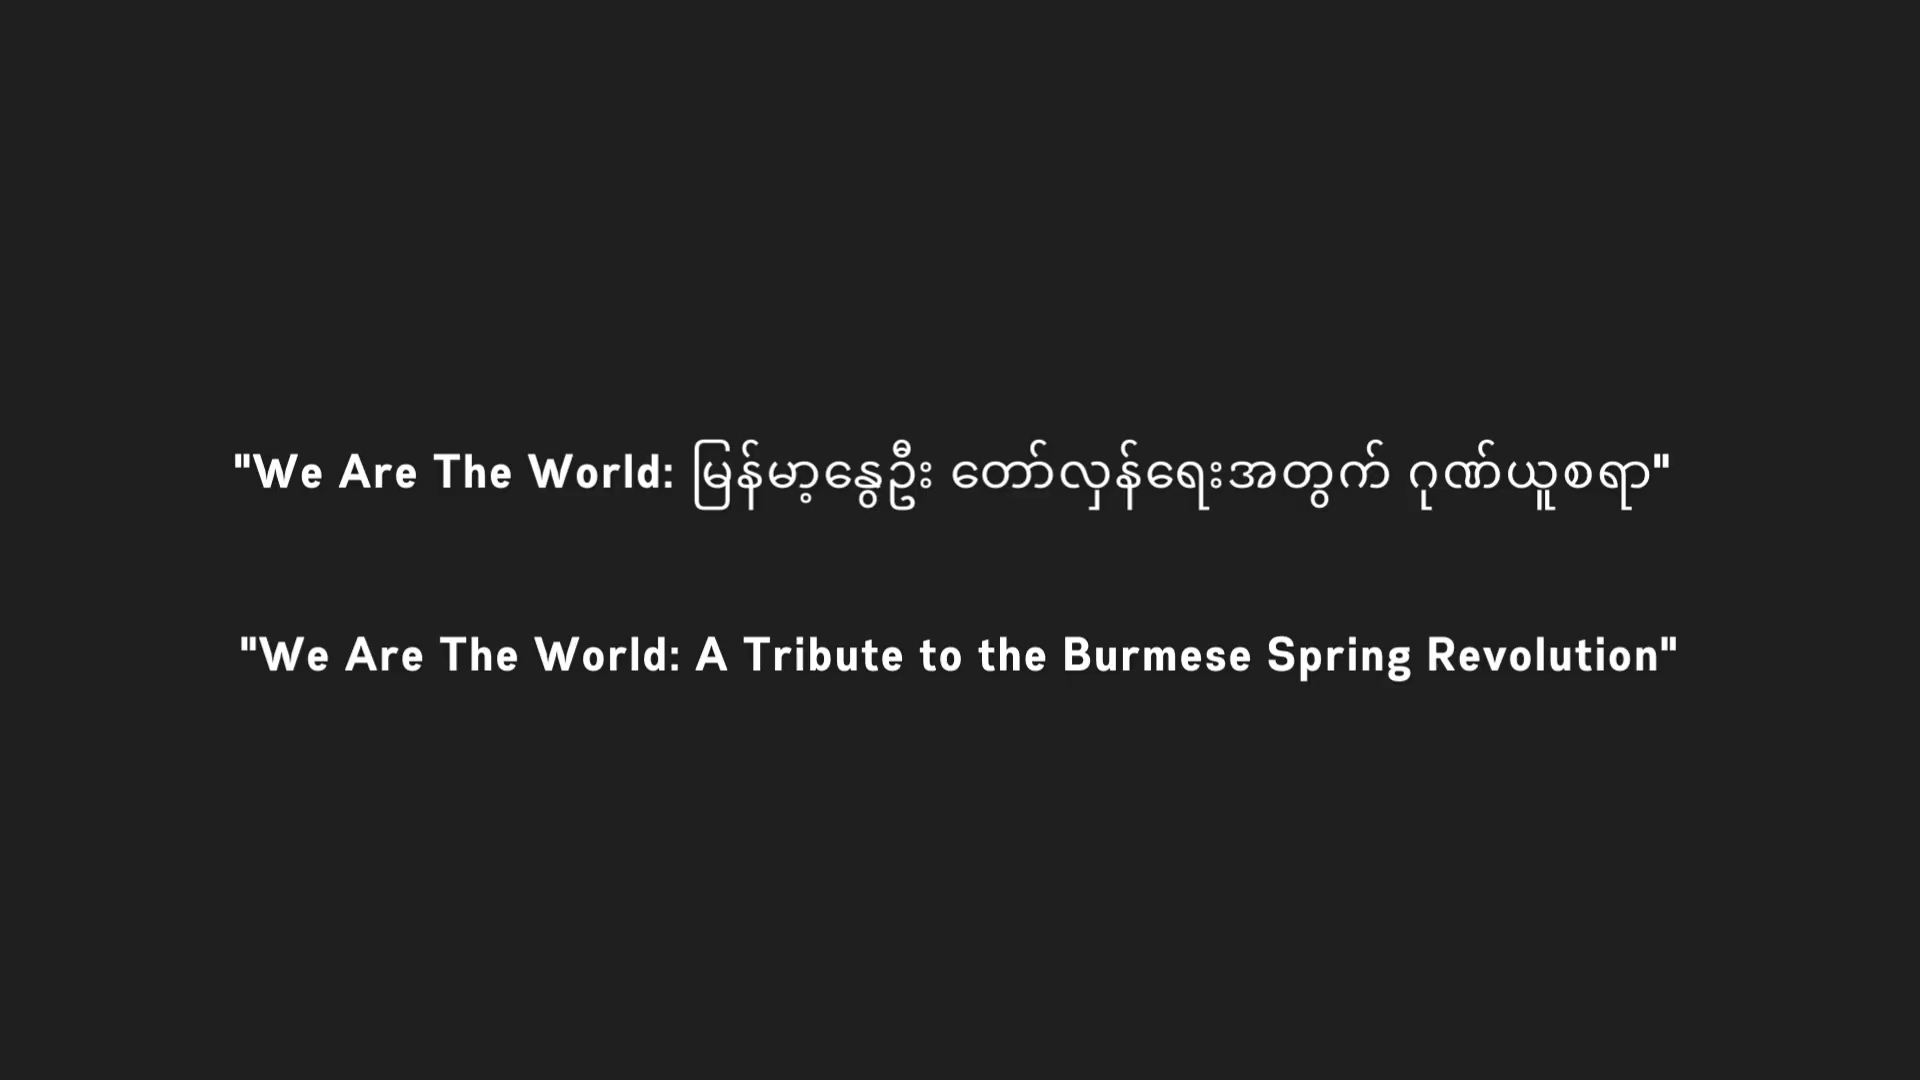 "We Are The World: မြန်မာ့နွေဦး တော်လှန်ရေးအတွက် ဂုဏ်ယူစရာ"
"We Are The World: A Tribute to the Burmese Spring Revolution"